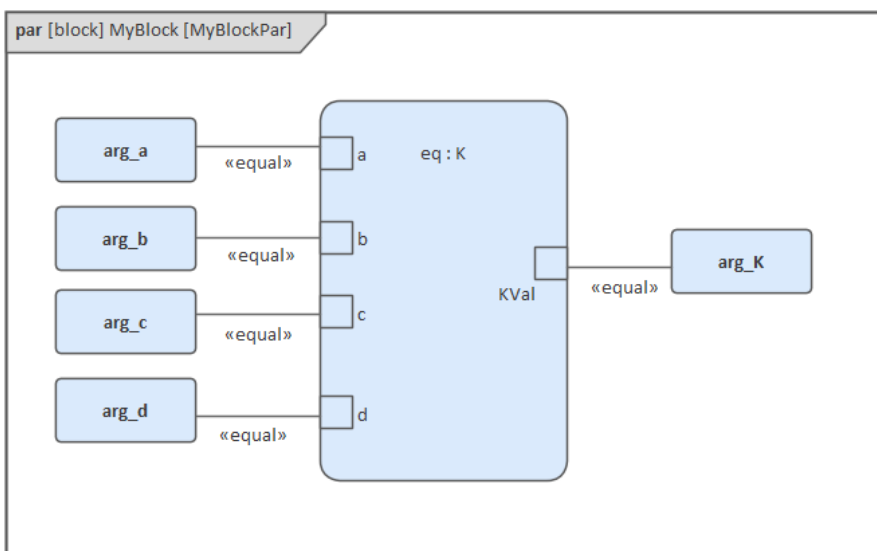 par [block] MyBlock [MyBlockPar]
arg_a
«equal»
a
eq : K
arg_b
«equal»
b
arg_K
KVal
«equal»
arg_c
«equal»
c
arg_d
«equal»
d